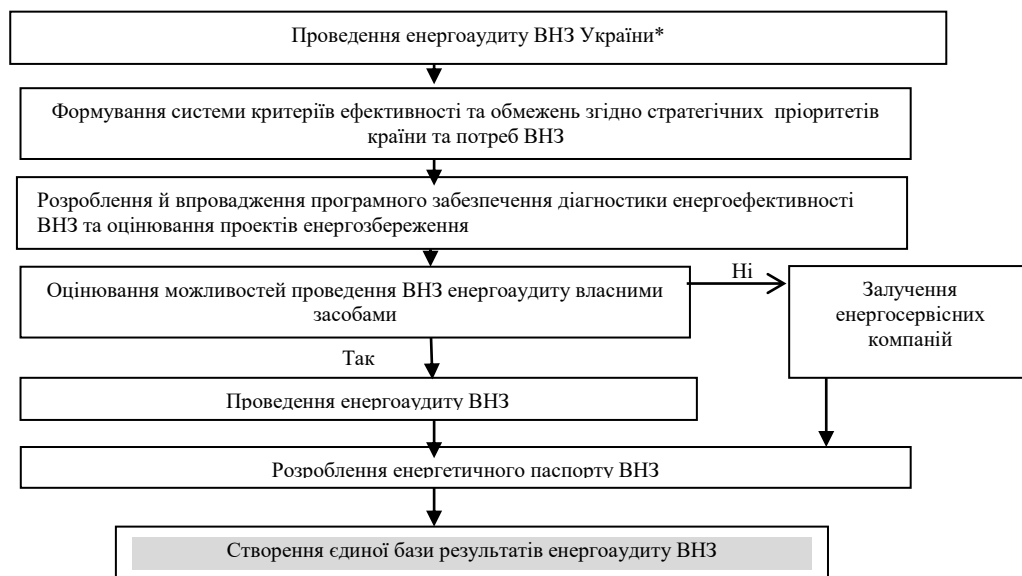 Проведення енергоаудиту ВНЗ України*
Формування системи критеріїв ефективності та обмежень згідно стратегічних пріоритетів
країни та потреб ВНЗ
Розроблення й впровадження програмного забезпечення діагностики енергоефективності
ВНЗ та оцінювання проектів енергозбереження
Оцінювання можливостей проведення ВНЗ енергоаудиту власними
засобами
Ні
Залучення
енергосервісних
компаній
Так
Проведення енергоаудиту ВНЗ
Розроблення енергетичного паспорту ВНЗ
Створення єдиної бази результатів енергоаудиту ВНЗ